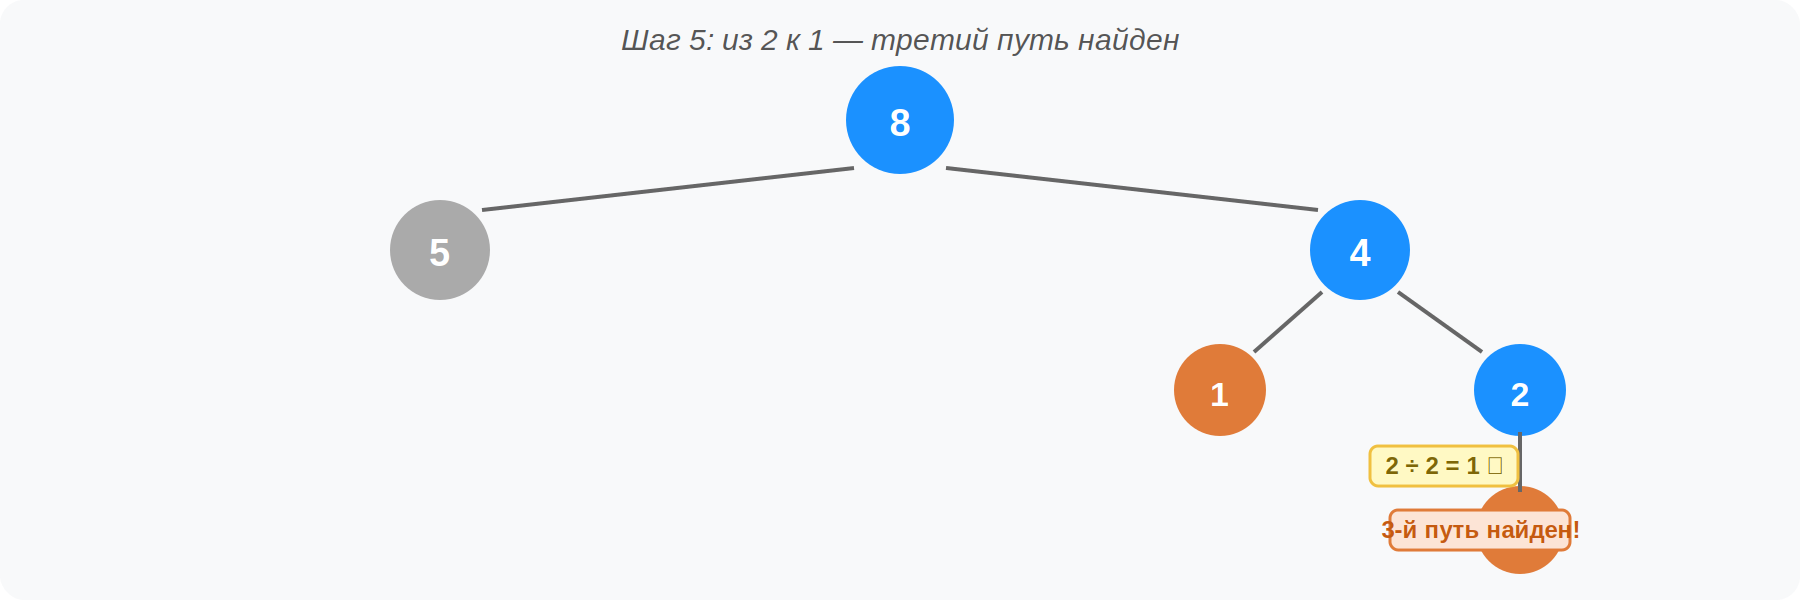 Шаг 5: из 2 к 1 — третий путь найден
8
5
4
1
2
2 ÷ 2 = 1 
3-й путь найден!